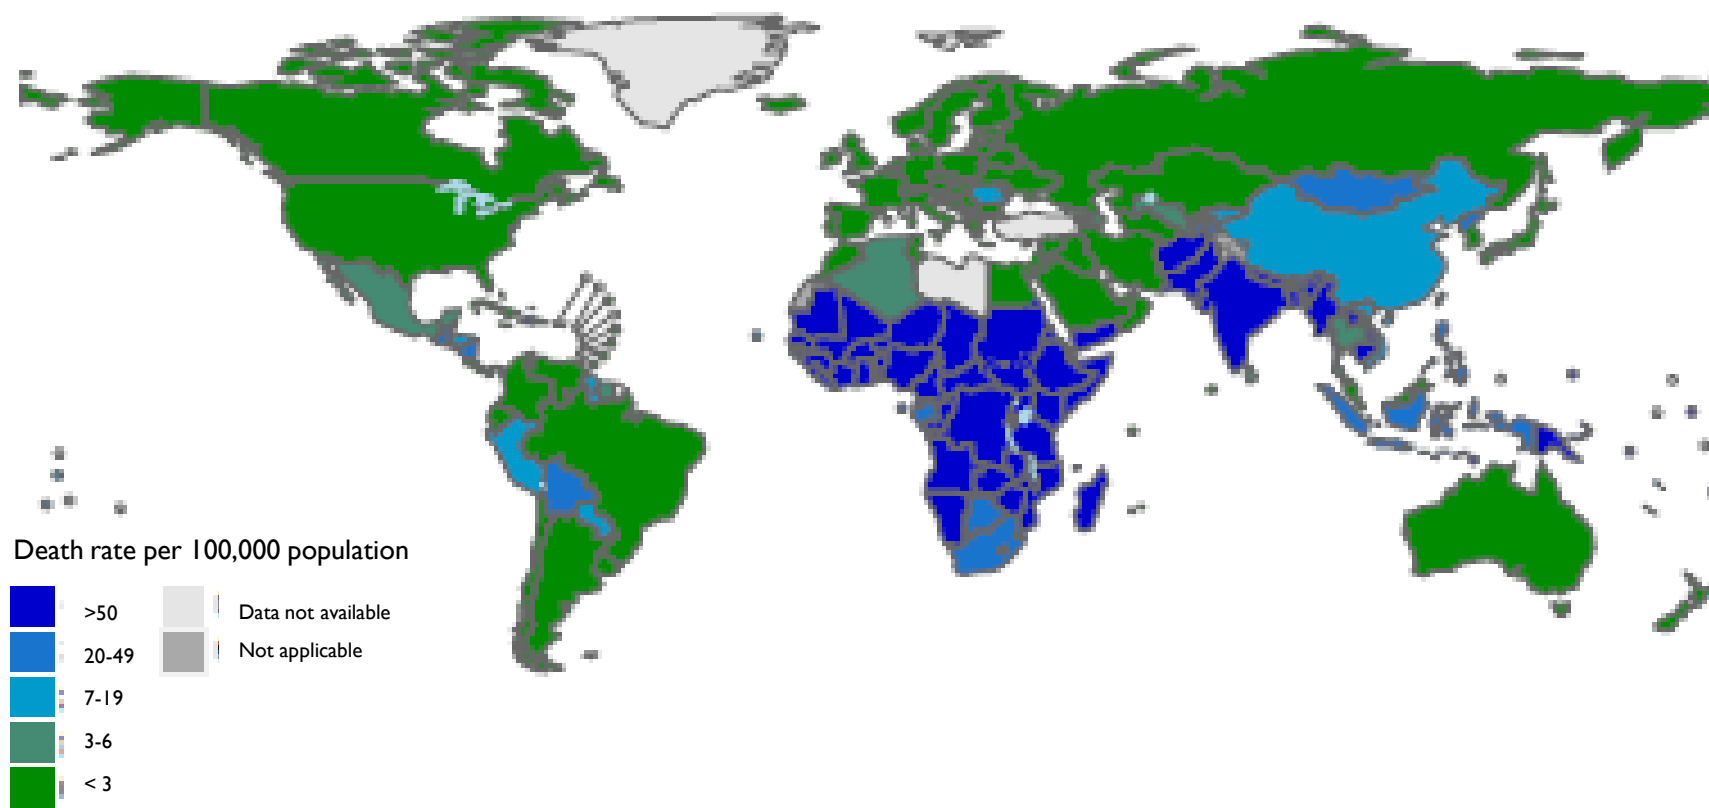 Death rate per 100,000 population
>50
20-49
7-19
3-6
< 3
Data not available
Not applicable